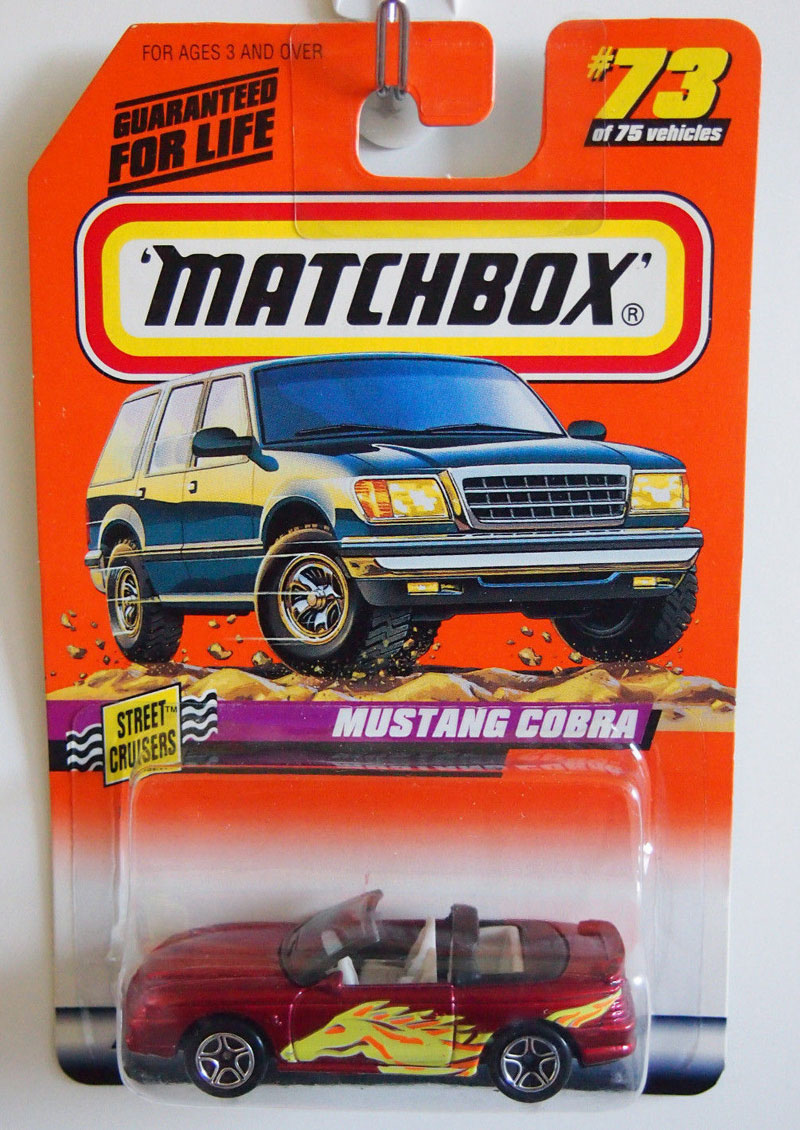 FOR AGES 3 AND OVER
GUARANTEED
FOR LIFE
#73
of 75 vehicles
'MATCHBOX'®
STREET™
CRUISERS
MUSTANG COBRA